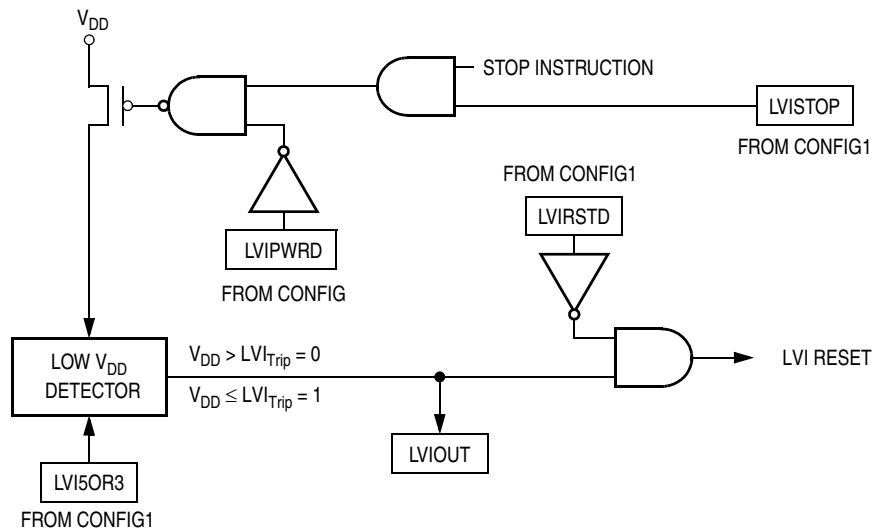 VDD
STOP INSTRUCTION
LVISTOP
FROM CONFIG1
FROM CONFIG1
LVIRSTD
LVIPWRD
FROM CONFIG
LOW VDD
DETECTOR
VDD > LVITrip = 0
VDD ≤ LVITrip = 1
LVI RESET
LVIOUT
LVI5OR3
FROM CONFIG1